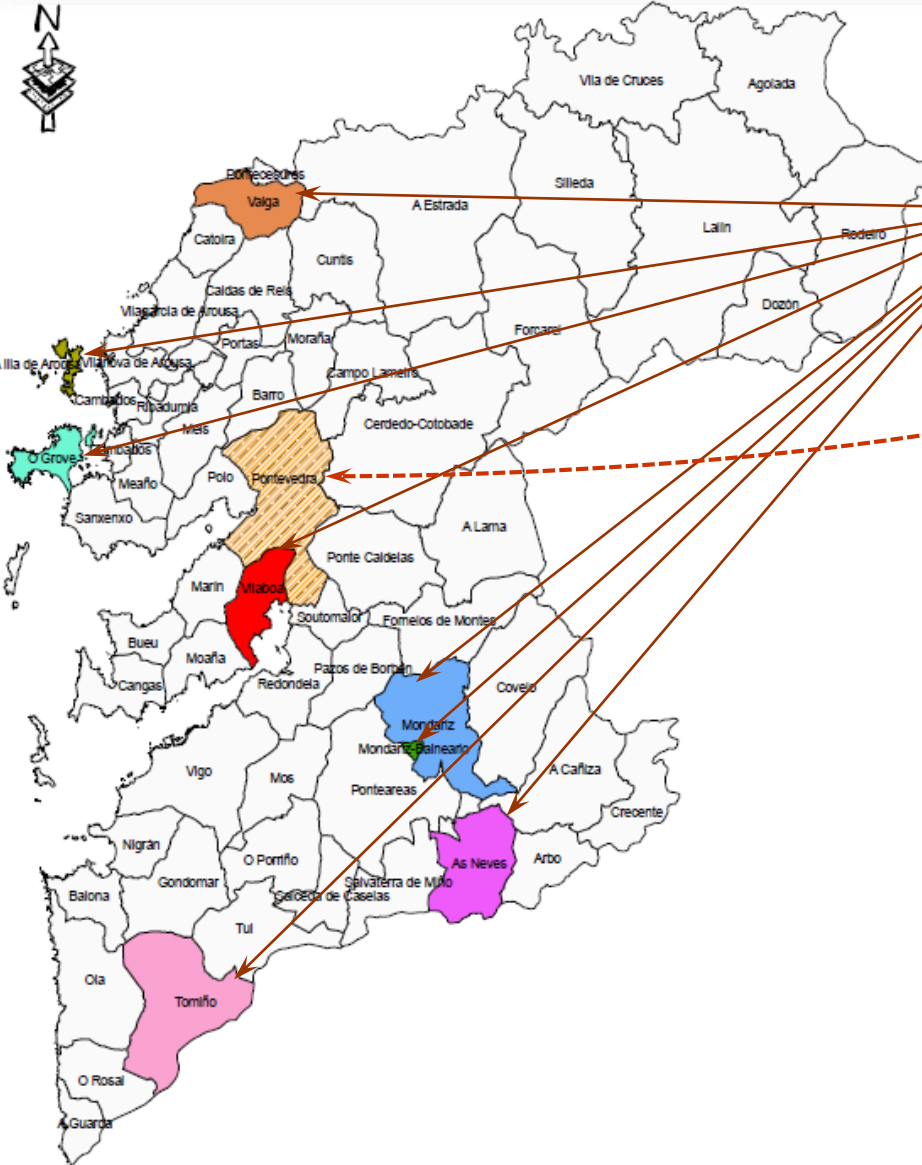 N
Vila de Cruces
Agolada
Pontecesures
Silleda
Valga
A Estrada
Lalín
Rodeiro
Catoira
Cuntis
Caldas de Reis
Dozón
Vilagarcía de Arousa
Forcarei
Portas
Moraña
A Illa de Arousa
Vilanova de Arousa
Campo Lameiro
Barro
Cambados
Ribadumia
Cerdedo-Cotobade
Meis
Cambados
O Grove
Poio
Pontevedra
Meaño
Sanxenxo
A Lama
Ponte Caldelas
Marín
Vilaboa
Soutomaior
Fornelos de Montes
Bueu
Moaña
Pazos de Borbén
Cangas
Redondela
Covelo
Mondariz
Mondariz-Balneario
Vigo
Mos
A Cañiza
Ponteareas
Crecente
Nigrán
O Porriño
As Neves
Arbo
Gondomar
Salvaterra de Miño
Baiona
Salceda de Caselas
Tui
Oia
Tomiño
O Rosal
A Guarda